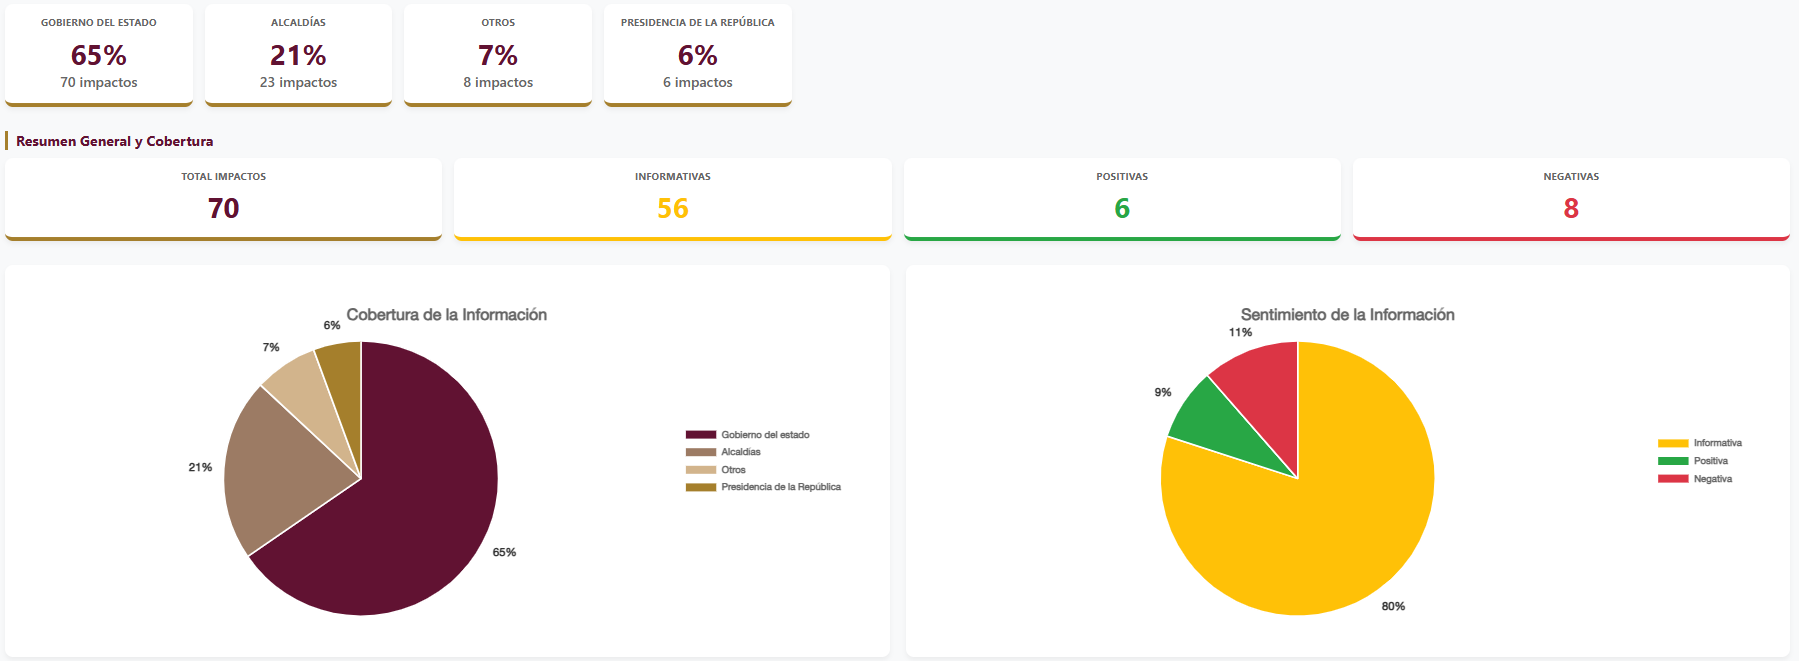 GOBIERNO DEL ESTADO
65%
70 impactos
ALCALDÍAS
21%
23 impactos
OTROS
7%
8 impactos
PRESIDENCIA DE LA REPÚBLICA
6%
6 impactos
Resumen General y Cobertura
TOTAL IMPACTOS
70
INFORMATIVAS
56
POSITIVAS
6
NEGATIVAS
8
Cobertura de la Información
6%
7%
21%
65%
Gobierno del estado
Alcaldías
Otros
Presidencia de la República
Sentimiento de la Información
11%
9%
80%
Informativa
Positiva
Negativa